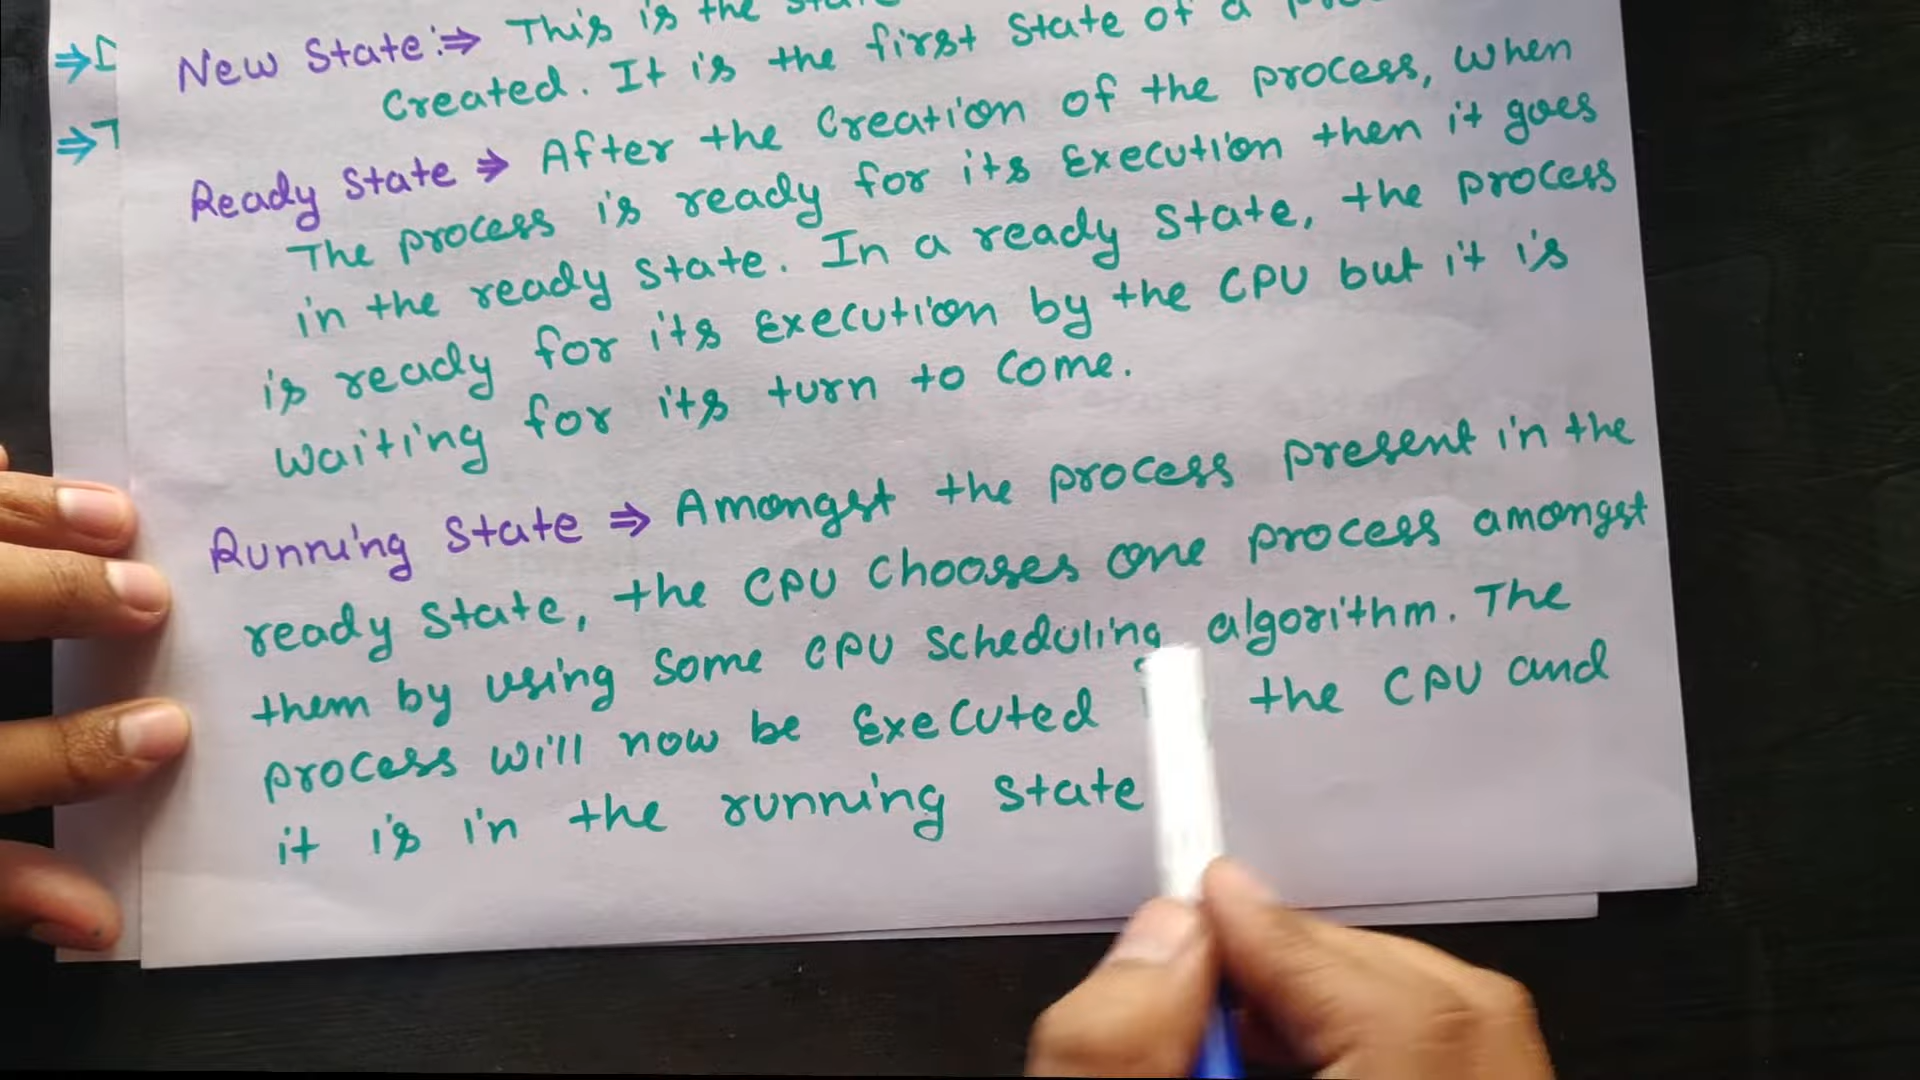 ⇒
New State:⇒ This is the
Created. It is the first State of a
⇒
Ready State ⇒ After the Creation of the process, when
The process is ready for its Execution then it goes
in the ready state. In a ready state, the process
is ready for its Execution by the CPU but it is
Waiting for its turn to Come.
Running State ⇒ Amongst the process present in the
ready State, the CPU Chooses one process amongst
them by using Some CPU Scheduling algorithm. The
process will now be Executed the CPU and
it is in the running State